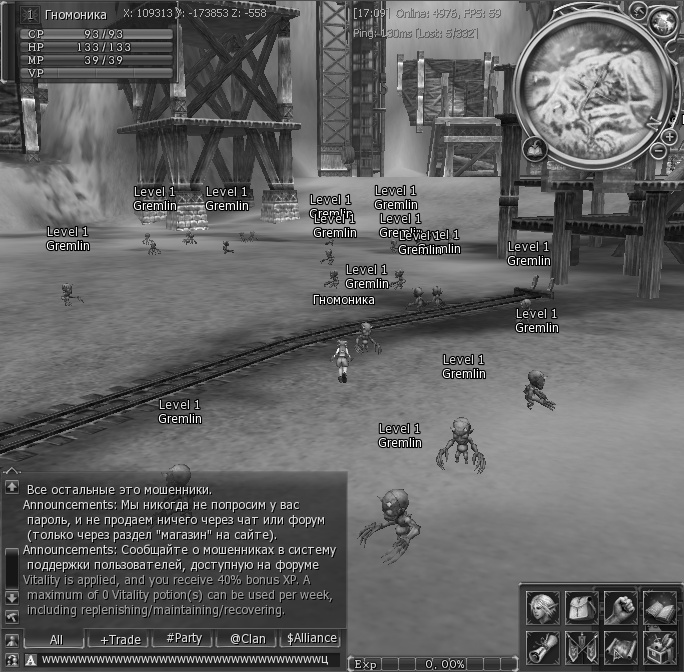 1 Гномоника
X: 109313 Y: -173853 Z: -558
[17:09] Online: 4976, FPS: 59
Ping: 130ms [Lost: 5/332]
CP 93/93
HP 133/133
MP 39/39
VP
N
Level 1
Gremlin
Level 1
Gremlin
Level 1
Gremlin
Level 1
Gremlin
Level 1
Gremlin
Level 1
Gremlin
Level 1
Gremlin
Level 1
Gremlin
Level 1
Gremlin
Level 1
Gremlin
Гномоника
Level 1
Gremlin
Level 1
Gremlin
Level 1
Gremlin
Level 1
Gremlin
Все остальные это мошенники.
Announcements: Мы никогда не попросим у вас
пароль, и не продаем ничего через чат или форум
(только через раздел "магазин" на сайте).
Announcements: Сообщайте о мошенниках в систему
поддержки пользователей, доступную на форуме
Vitality is applied, and you receive 40% bonus XP. A
maximum of 0 Vitality potion(s) can be used per week,
including replenishing/maintaining/recovering.
All +Trade #Party @Clan $Alliance
A wwwwwwwwwwwwwwwwwwwwwwwwwwwwwwц
Exp 0.00%